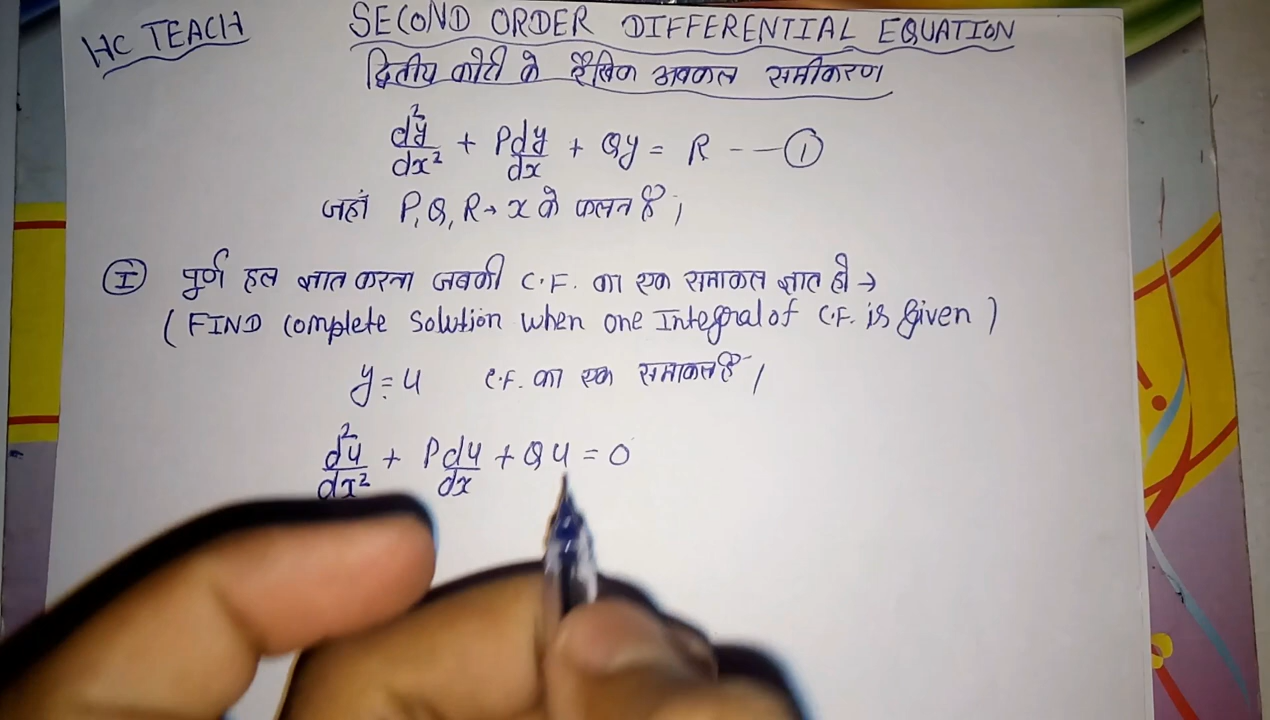 HC TEACH
SECOND ORDER DIFFERENTIAL EQUATION
द्वितीय कोटी के रैखिक अवकल समीकरण
d²y/dx² + P dy/dx + Qy = R --- ①
जहाँ P, Q, R → x के फलन है।
Ⓘ पुर्ण हल ज्ञात करना जबकी C.F. का एक समाकल ज्ञात हो →
(FIND Complete Solution when one Integral of C.F. is Given)
y = u C.F. का एक समाकल है।
d²u/dx² + P du/dx + Qu = 0